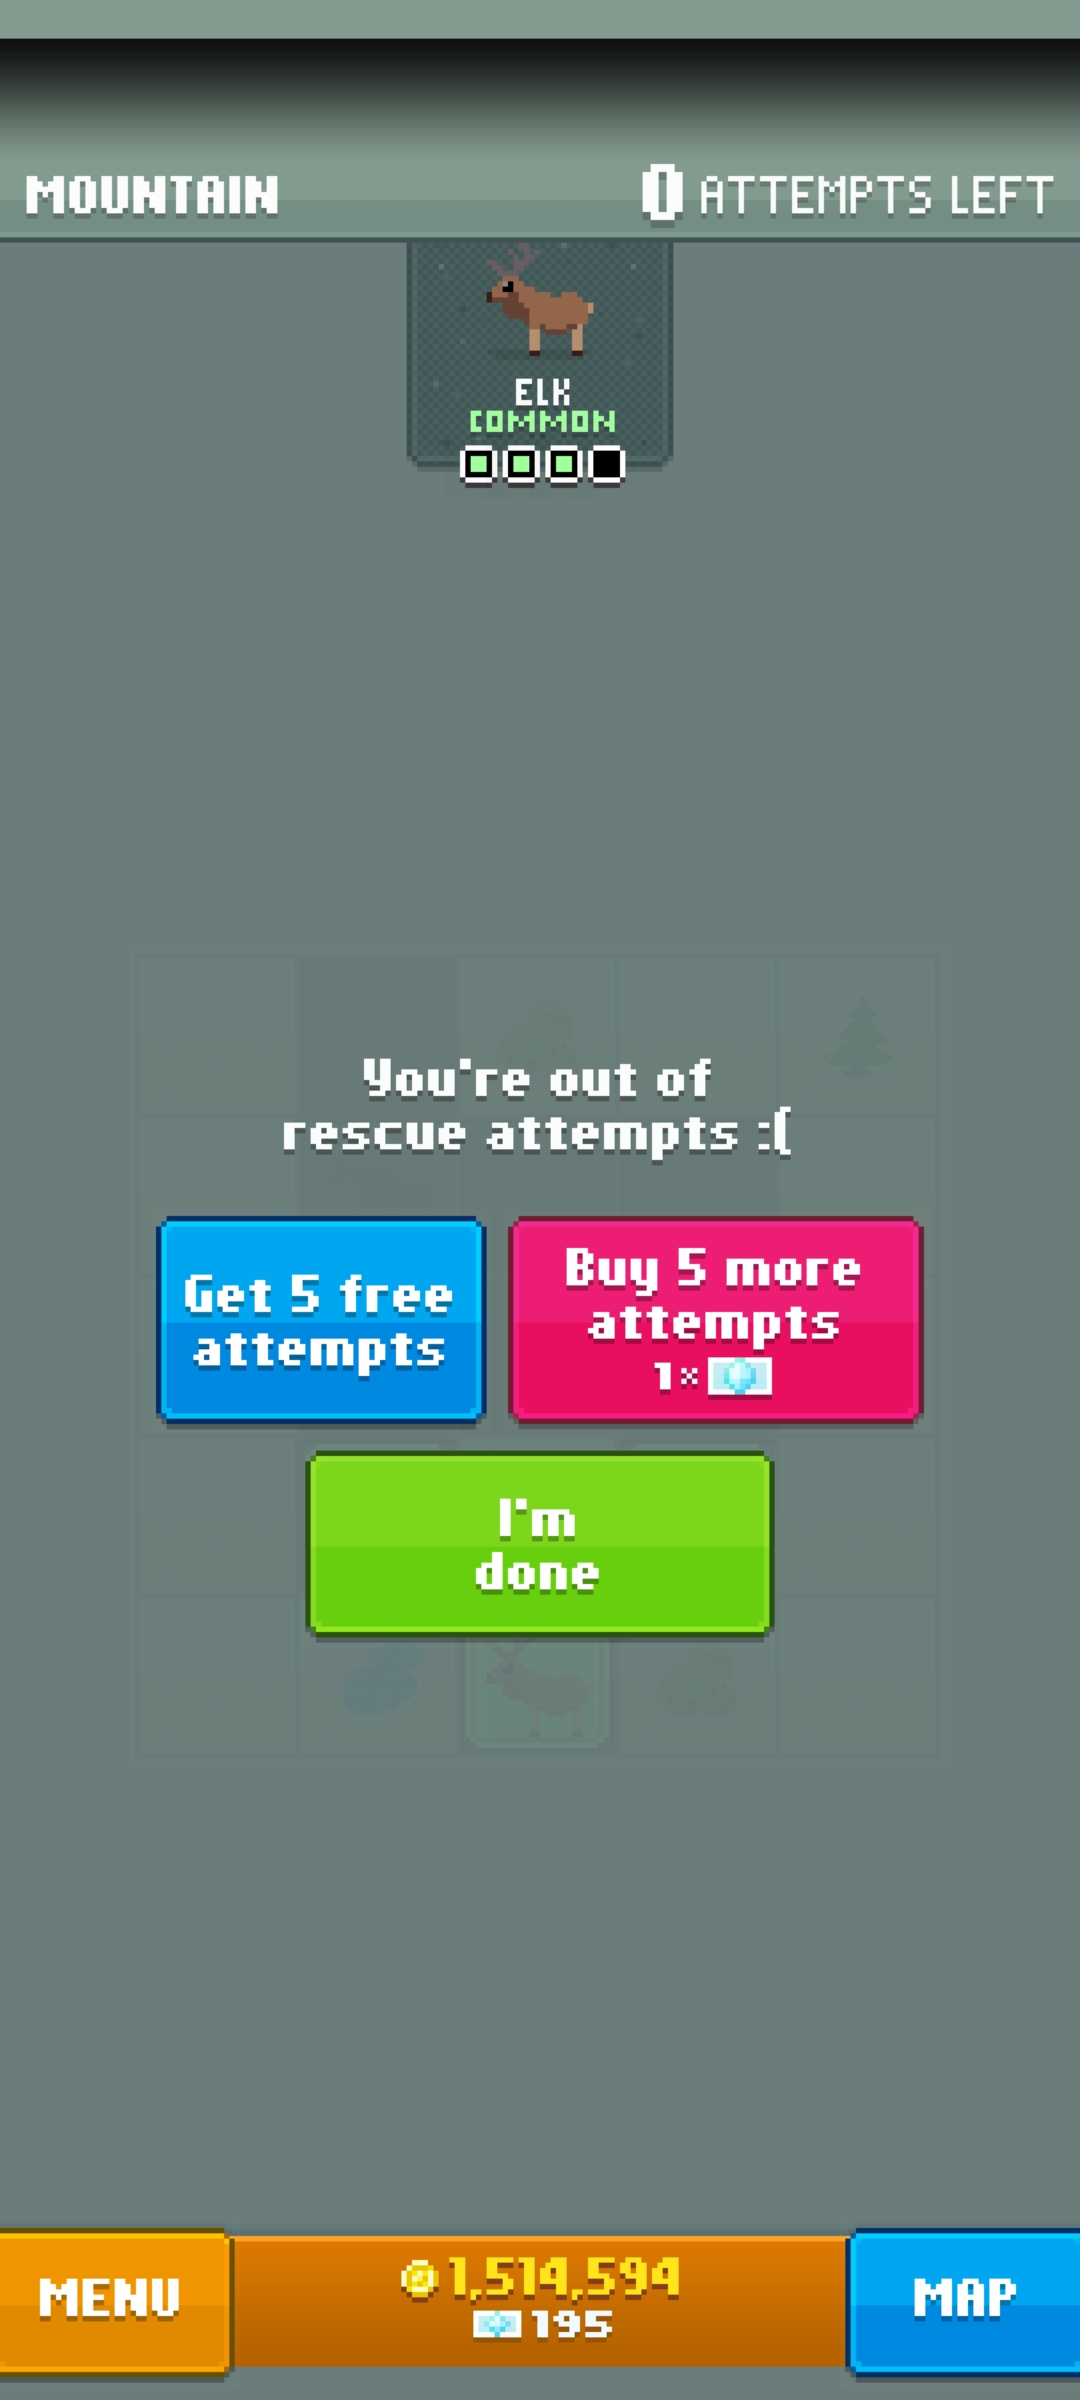 MOUNTAIN
0 ATTEMPTS LEFT
ELK
COMMON
You're out of
rescue attempts :(
Get 5 free
attempts
Buy 5 more
attempts
1×
I'm
done
MENU
1,514,594
195
MAP